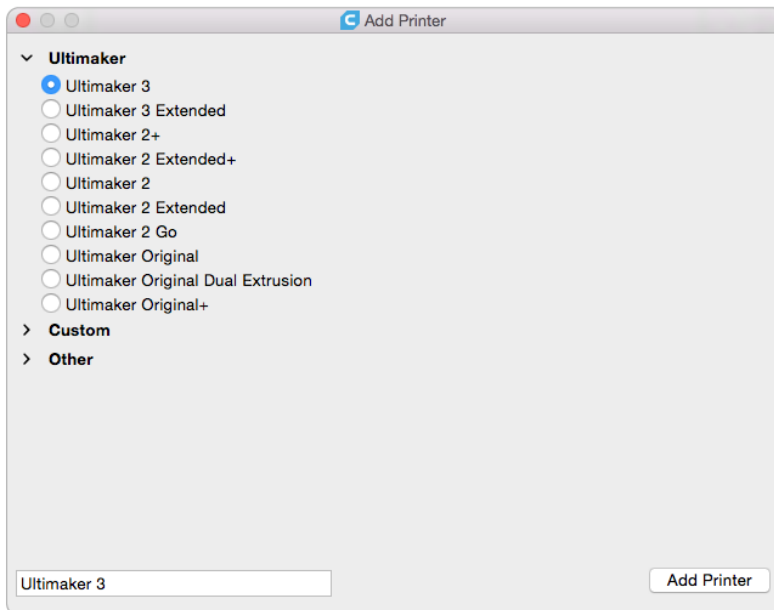 Add Printer
Ultimaker
Ultimaker 3
Ultimaker 3 Extended
Ultimaker 2+
Ultimaker 2 Extended+
Ultimaker 2
Ultimaker 2 Extended
Ultimaker 2 Go
Ultimaker Original
Ultimaker Original Dual Extrusion
Ultimaker Original+
Custom
Other
Ultimaker 3
Add Printer